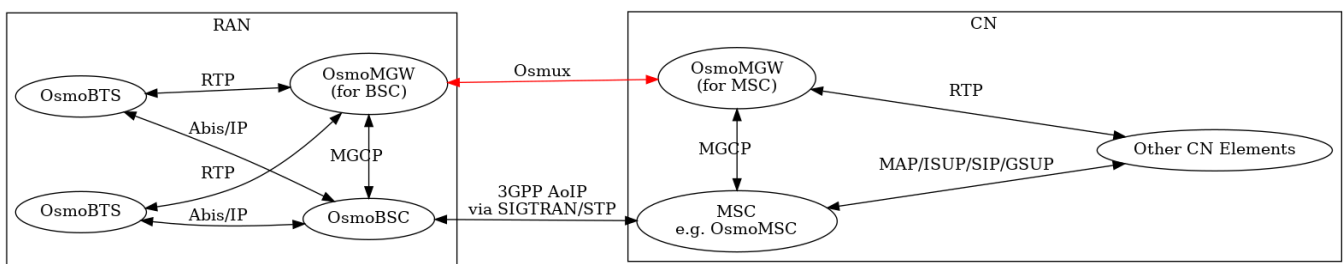 RAN
CN
OsmoBTS
RTP
OsmoMGW
(for BSC)
Osmux
OsmoMGW
(for MSC)
RTP
Abis/IP
MGCP
MGCP
Other CN Elements
RTP
MAP/ISUP/SIP/GSUP
OsmoBTS
Abis/IP
OsmoBSC
3GPP AoIP
via SIGTRAN/STP
MSC
e.g. OsmoMSC